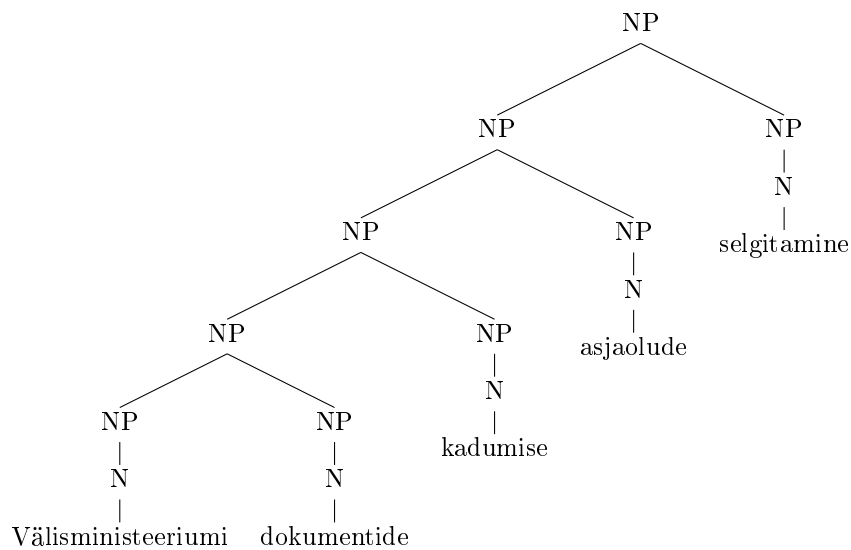 NP
NP NP
N
NP NP selgitamine
N
NP NP asjaolude
N
NP NP kadumise
N N
Välisministeeriumi dokumentide